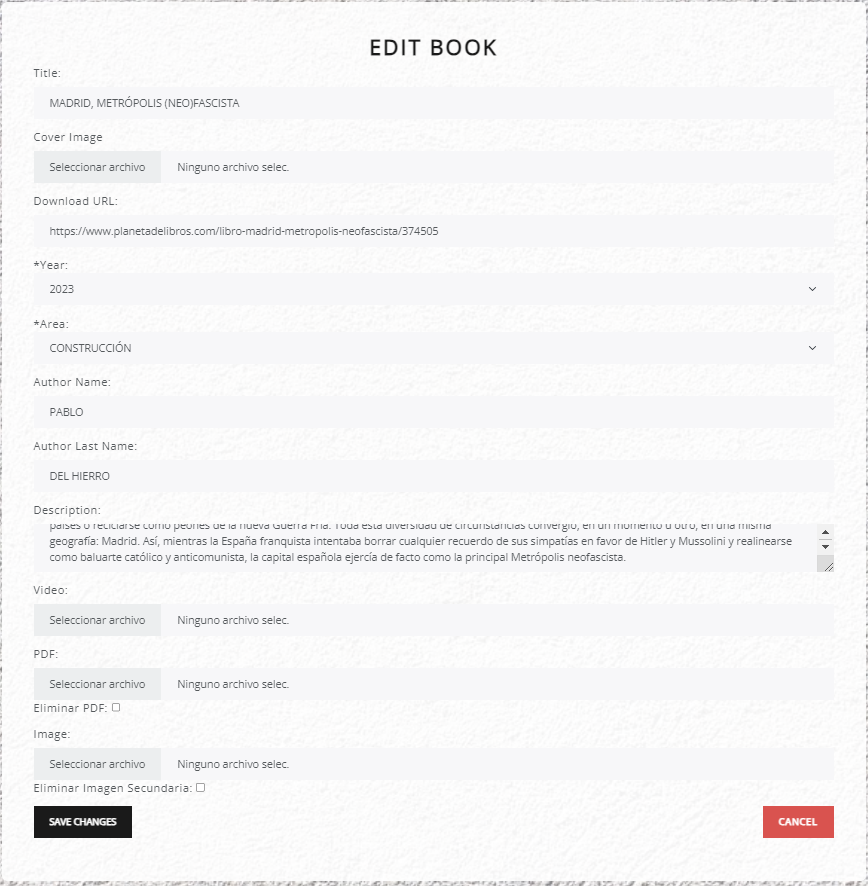 EDIT BOOK
Title:
MADRID, METRÓPOLIS (NEO)FASCISTA
Cover Image
Seleccionar archivo Ninguno archivo selec.
Download URL:
https://www.planetadelibros.com/libro-madrid-metropolis-neofascista/374505
*Year:
2023
*Area:
CONSTRUCCIÓN
Author Name:
PABLO
Author Last Name:
DEL HIERRO
Description:
países o reciclarse como peones de la nueva Guerra Fría. Toda esta diversidad de circunstancias convergió, en un momento u otro, en una misma
geografía: Madrid. Así, mientras la España franquista intentaba borrar cualquier recuerdo de sus simpatías en favor de Hitler y Mussolini y realinearse
como baluarte católico y anticomunista, la capital española ejercía de facto como la principal Metrópolis neofascista.
Video:
Seleccionar archivo Ninguno archivo selec.
PDF:
Seleccionar archivo Ninguno archivo selec.
Eliminar PDF:
Image:
Seleccionar archivo Ninguno archivo selec.
Eliminar Imagen Secundaria:
SAVE CHANGES CANCEL